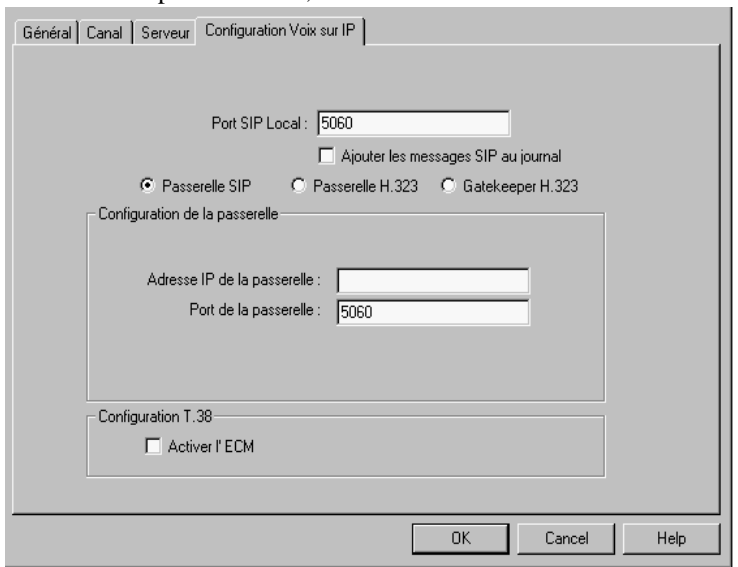 Général Canal Serveur Configuration Voix sur IP
Port SIP Local : 5060
Ajouter les messages SIP au journal
Passerelle SIP Passerelle H.323 Gatekeeper H.323
Configuration de la passerelle
Adresse IP de la passerelle :
Port de la passerelle : 5060
Configuration T.38
Activer l' ECM
OK Cancel Help